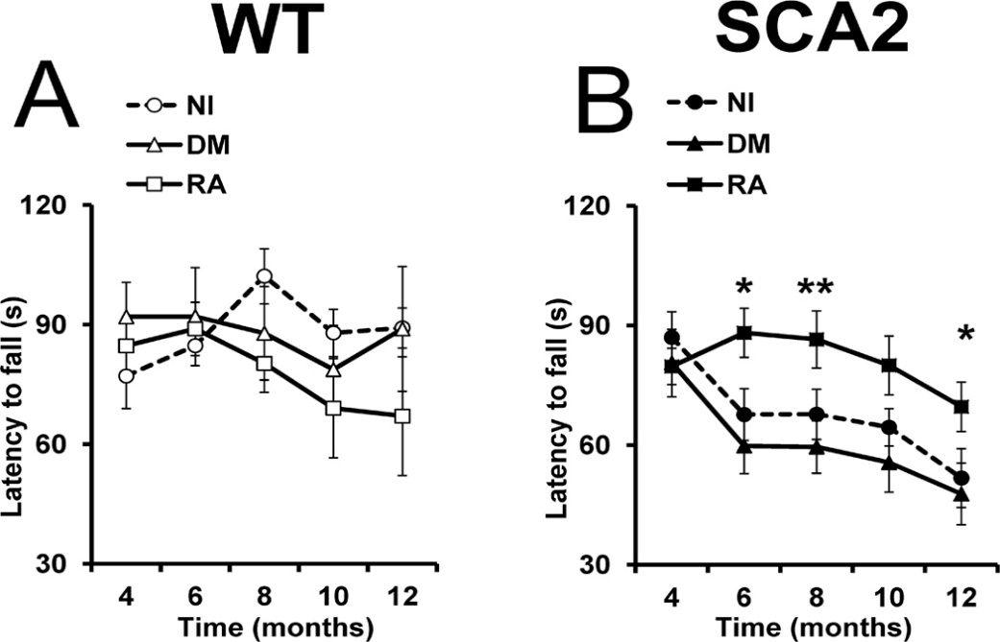 WT
SCA2
A
NI
DM
RA
B
NI
DM
RA
Latency to fall (s)
120
90
60
30
4 6 8 10 12
Time (months)
Latency to fall (s)
120
90
60
30
* ** *
4 6 8 10 12
Time (months)